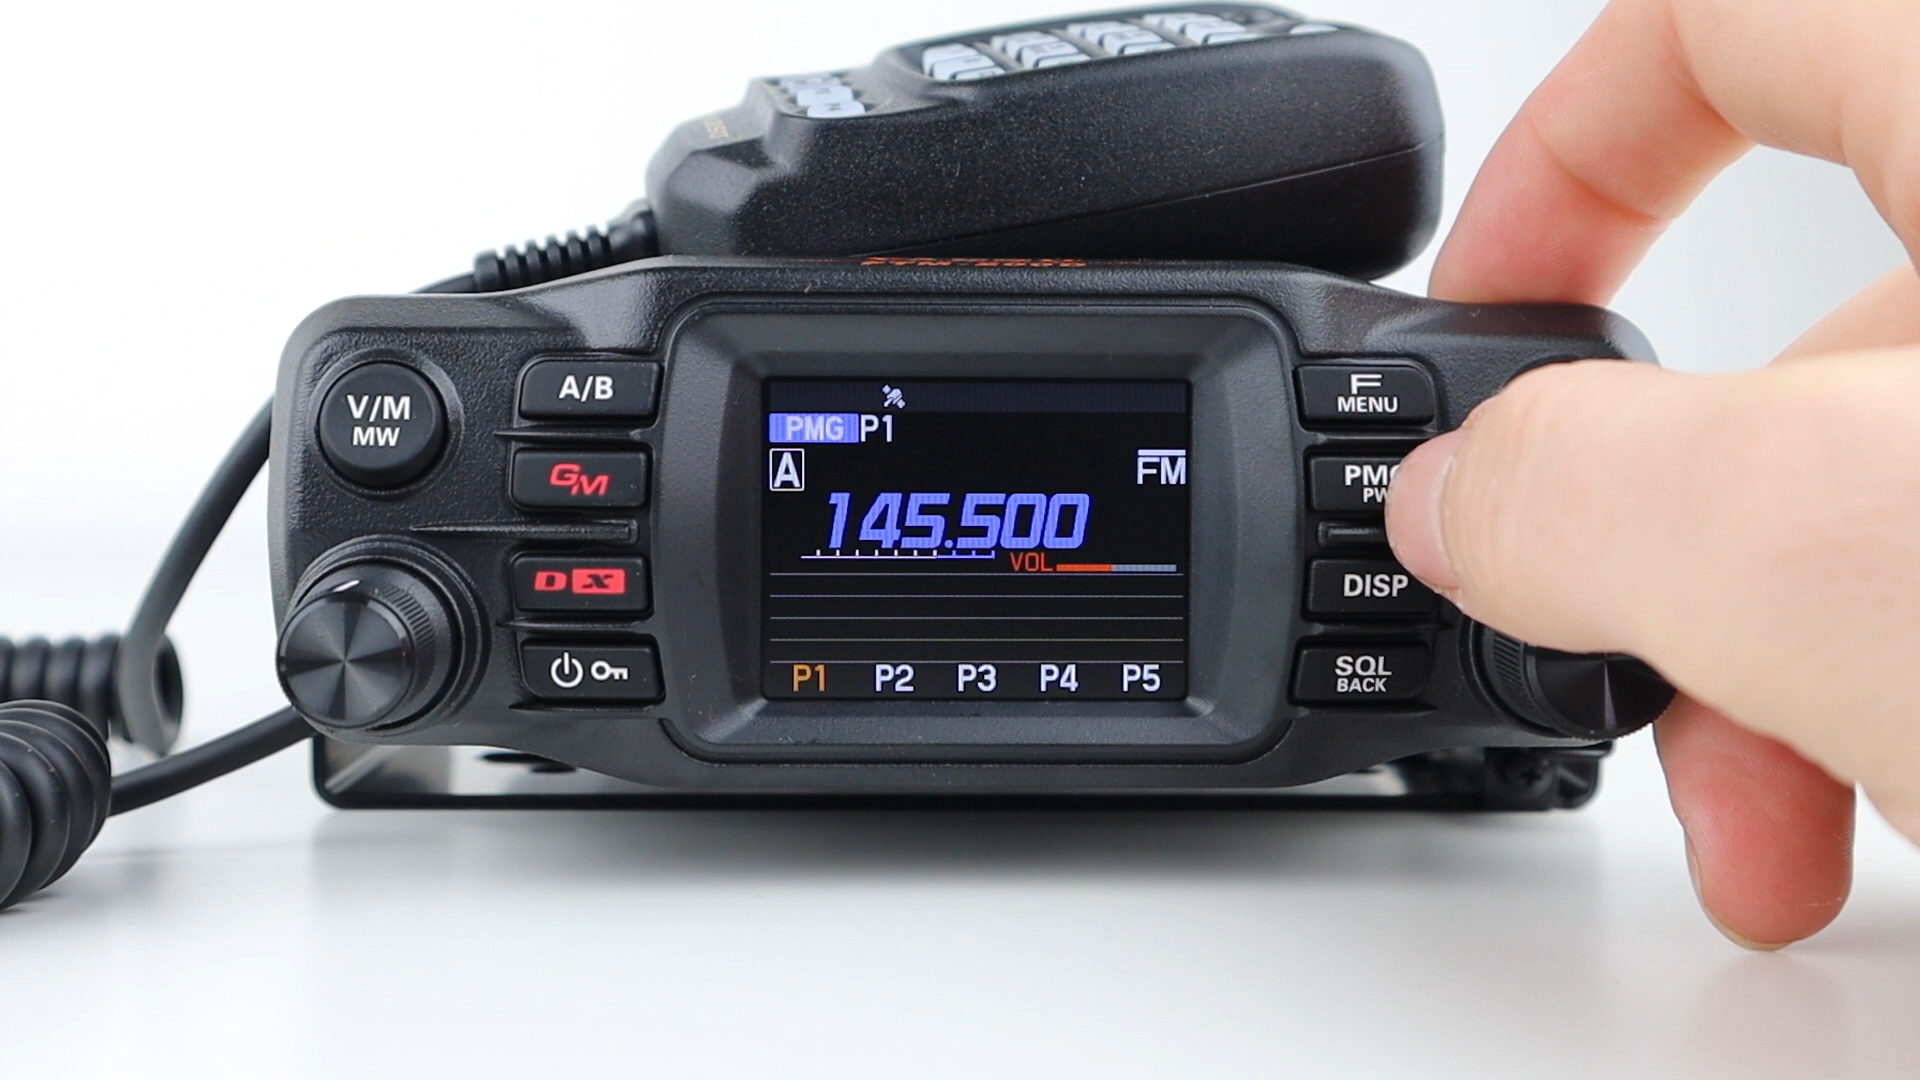 V/M
MW
A/B
GM
DX
PMG P1
A
FM
145.500
VOL
P1 P2 P3 P4 P5
F
MENU
DISP
SQL
BACK